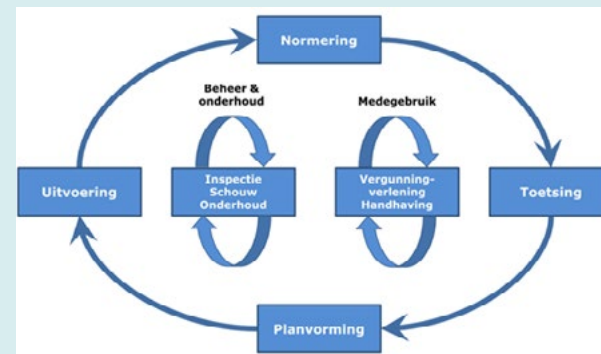 Normering
Beheer &
onderhoud
Medegebruik
Uitvoering
Inspectie
Schouw
Onderhoud
Vergunning-
verlening
Handhaving
Toetsing
Planvorming